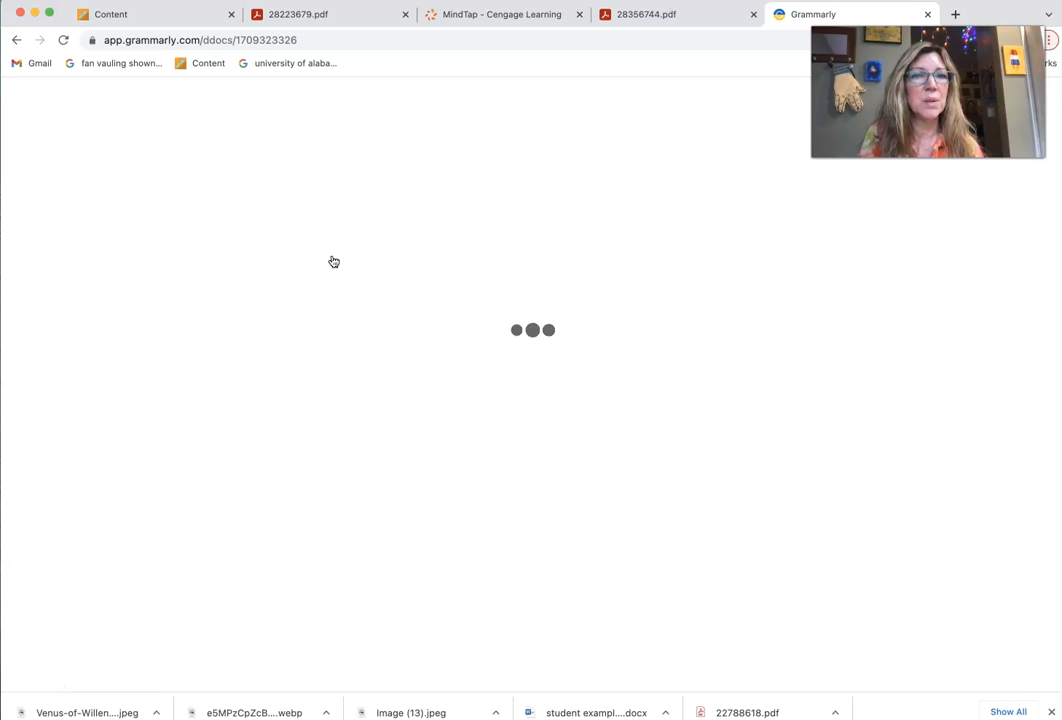 Content
28223679.pdf
MindTap - Cengage Learning
28356744.pdf
Grammarly
app.grammarly.com/ddocs/1709323326
Gmail
fan vauling shown...
Content
university of alaba...
rks
Venus-of-Willen....jpeg
e5MPzCpZcB....webp
Image (13).jpeg
student exampl....docx
22788618.pdf
Show All